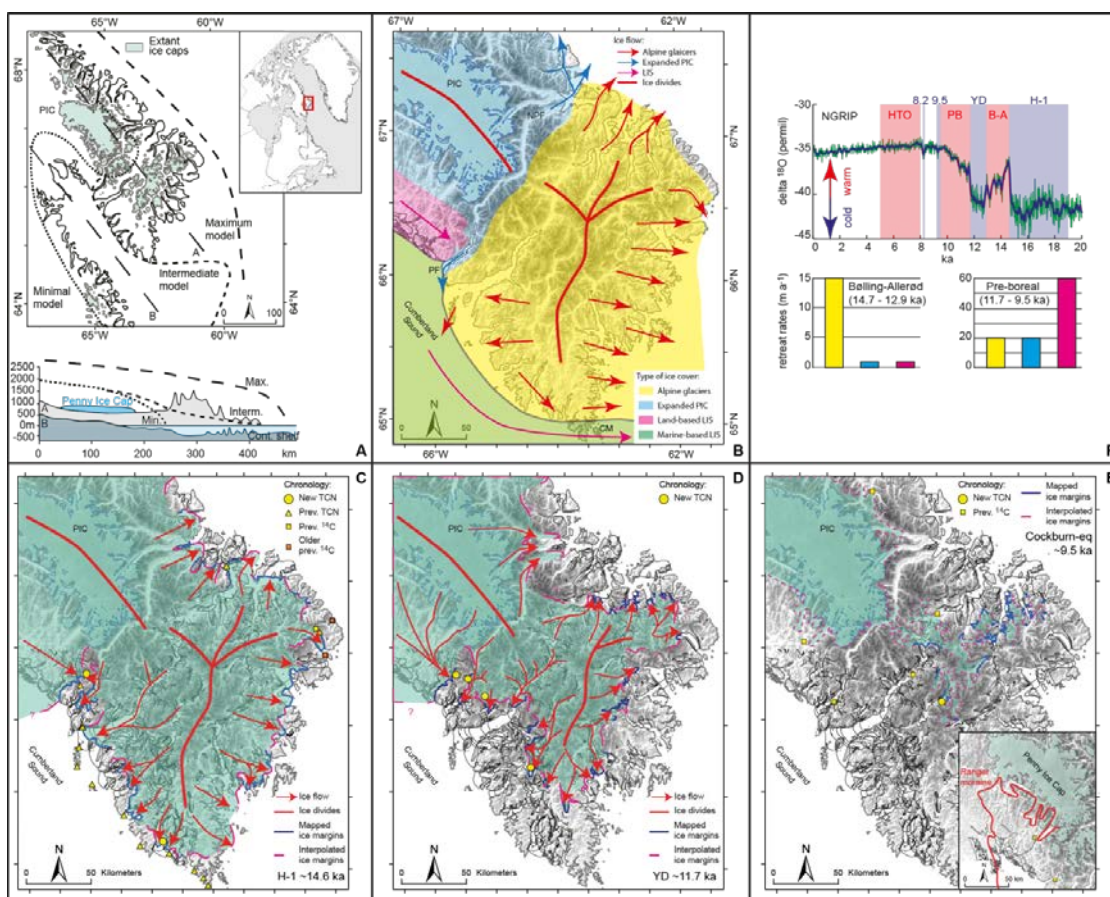 65°W
60°W
Extant
ice caps
68°N
PIC
Maximum
model
A
Intermediate
model
Minimal
model
B
N
0
100
64°N
64°N
65°W
60°W
2500
2000
1500
1000
500
0m
-500
Max.
Penny Ice Cap
Interm.
Min.
A
B
Cont. shelf
0
100
200
300
400
km
A
67°W
62°W
Ice flow:
Alpine glaciers
Expanded PIC
LIS
Ice divides
PIC
NPF
67°N
67°N
66°N
66°N
PF
Cumberland
Sound
Type of ice cover:
Alpine glaciers
Expanded PIC
Land-based LIS
Marine-based LIS
65°N
65°N
N
CM
0
50
Kilometers
66°W
62°W
B
8.2
9.5
YD
H-1
-30
-35
-40
-45
delta 18O (permil)
NGRIP
HTO
PB
B-A
warm
cold
0
2
4
6
8
10
12
14
16
18
20
ka
retreat rates (m a-1)
15
10
5
0
Bølling-Allerød
(14.7 - 12.9 ka)
60
40
20
0
Pre-boreal
(11.7 - 9.5 ka)
F
C
Chronology:
New TCN
Prev. TCN
Prev. 14C
Older
prev. 14C
PIC
?
Cumberland
Sound
Ice flow
Ice divides
Mapped
ice margins
Interpolated
ice margins
N
0
50
Kilometers
H-1 ~14.6 ka
D
Chronology:
New TCN
PIC
?
Cumberland
Sound
Ice flow
Ice divides
Mapped
ice margins
Interpolated
ice margins
N
0
50
Kilometers
YD ~11.7 ka
E
Chronology:
New TCN
Prev. 14C
Mapped
ice margins
Interpolated
ice margins
Cockburn-eq
~9.5 ka
PIC
Cumberland
Sound
N
0
50
Kilometers
Penny Ice Cap
Ranger
moraine
N
0
50 km